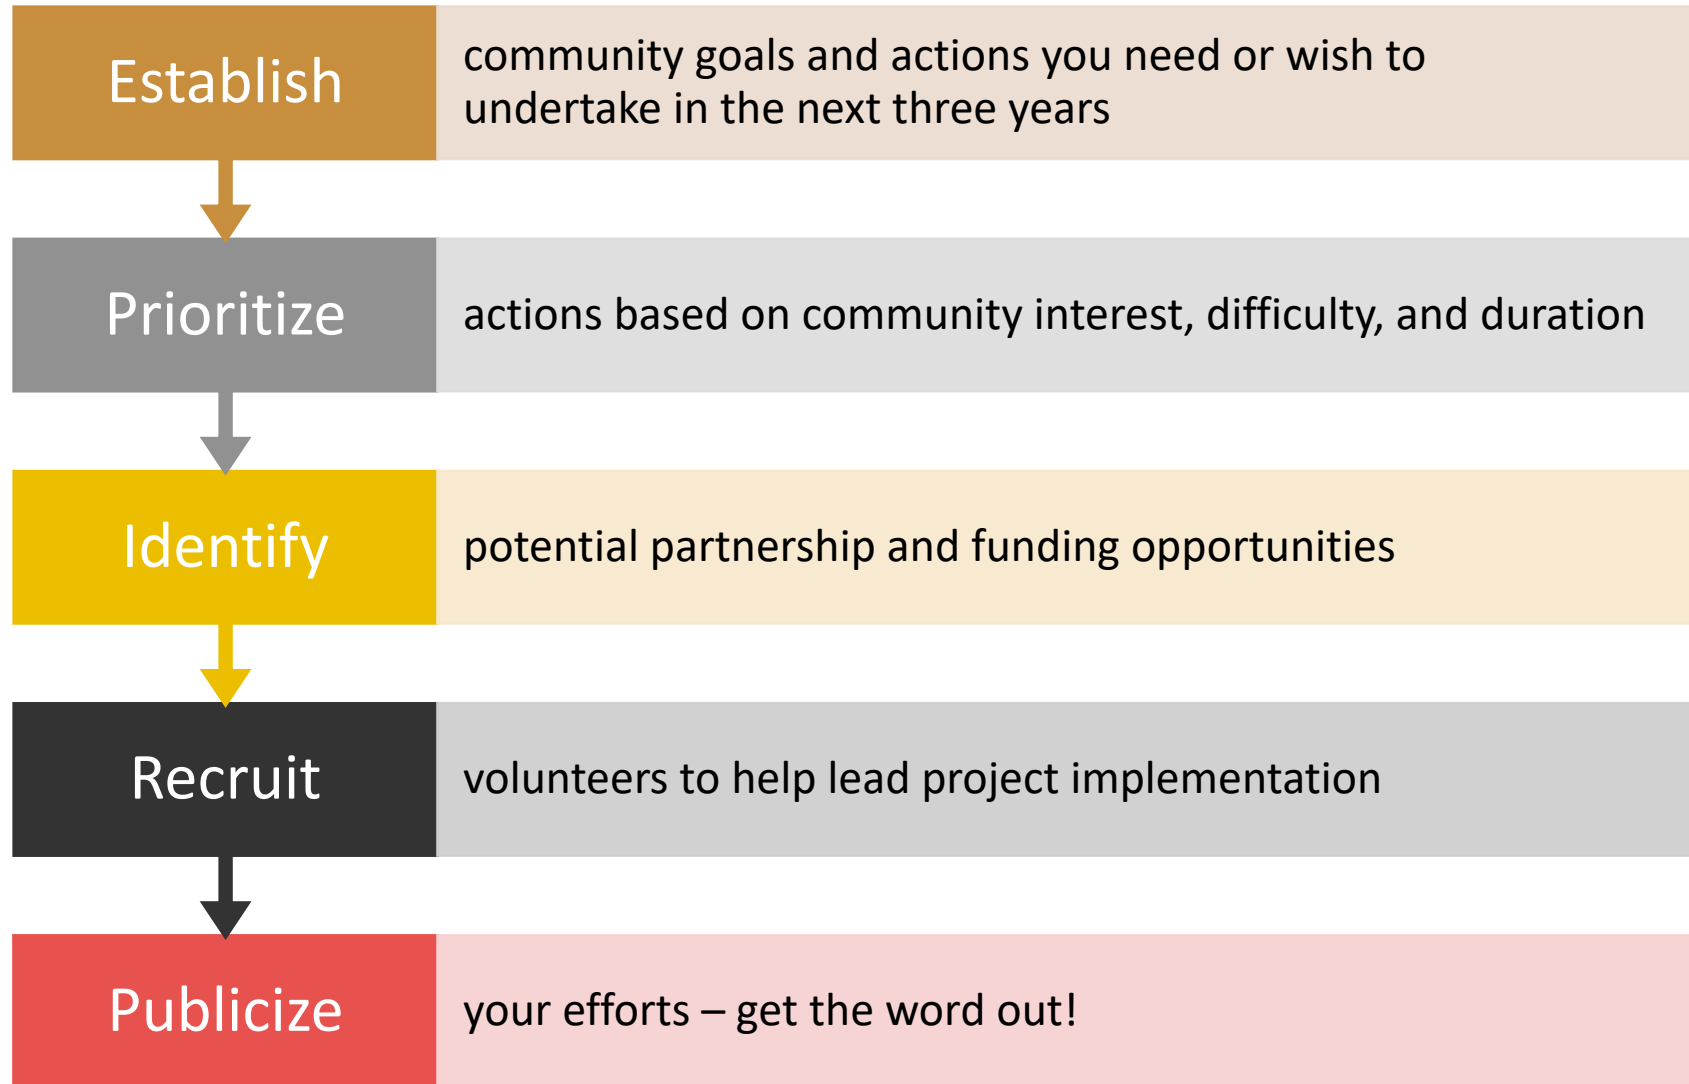 Establish
community goals and actions you need or wish to
undertake in the next three years
Prioritize
actions based on community interest, difficulty, and duration
Identify
potential partnership and funding opportunities
Recruit
volunteers to help lead project implementation
Publicize
your efforts – get the word out!